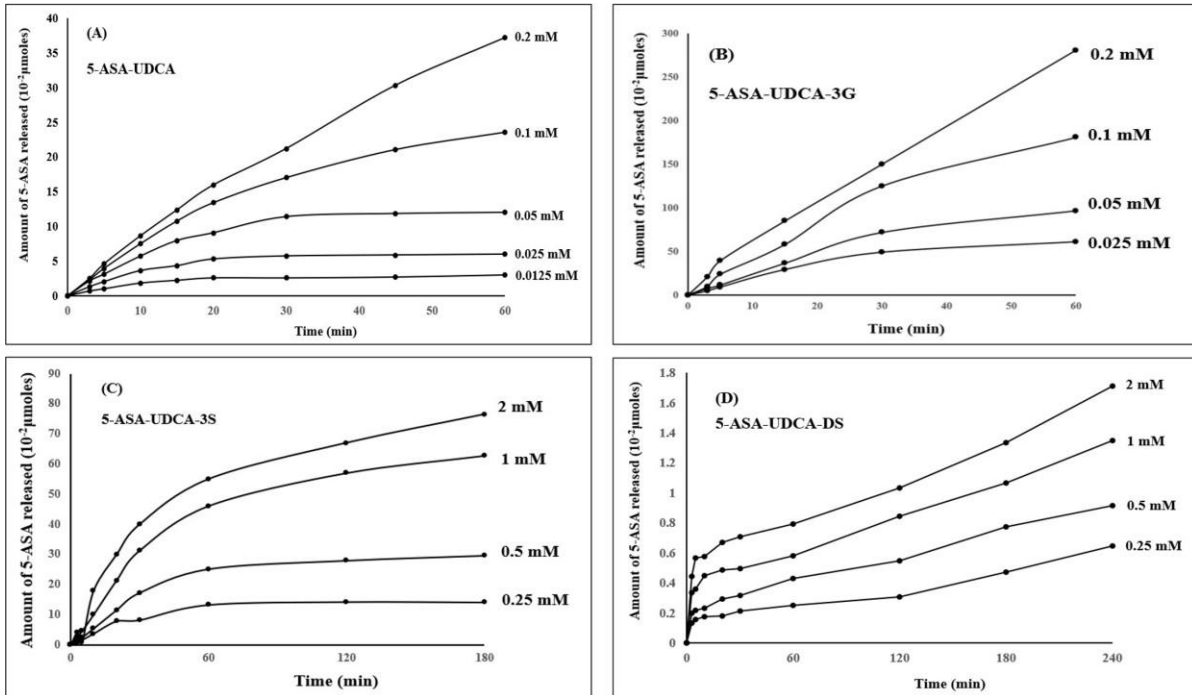 (A)
5-ASA-UDCA
Amount of 5-ASA released (10⁻²μmoles)
40
35
30
25
20
15
10
5
0
0.2 mM
0.1 mM
0.05 mM
0.025 mM
0.0125 mM
0 10 20 30 40 50 60
Time (min)
(B)
5-ASA-UDCA-3G
Amount of 5-ASA released (10⁻²μmoles)
300
250
200
150
100
50
0
0.2 mM
0.1 mM
0.05 mM
0.025 mM
0 10 20 30 40 50 60
Time (min)
(C)
5-ASA-UDCA-3S
Amount of 5-ASA released (10⁻²μmoles)
90
80
70
60
50
40
30
20
10
0
2 mM
1 mM
0.5 mM
0.25 mM
0 60 120 180
Time (min)
(D)
5-ASA-UDCA-DS
Amount of 5-ASA released (10⁻²μmoles)
1.8
1.6
1.4
1.2
1
0.8
0.6
0.4
0.2
0
2 mM
1 mM
0.5 mM
0.25 mM
0 60 120 180 240
Time (min)